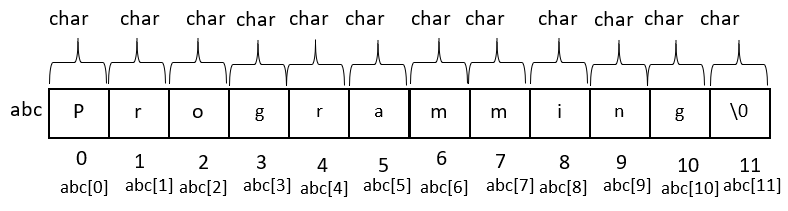 char char char char char char char char char char char char
abc P r o g r a m m i n g \0
0 1 2 3 4 5 6 7 8 9 10 11
abc[0] abc[1] abc[2] abc[3] abc[4] abc[5] abc[6] abc[7] abc[8] abc[9] abc[10] abc[11]